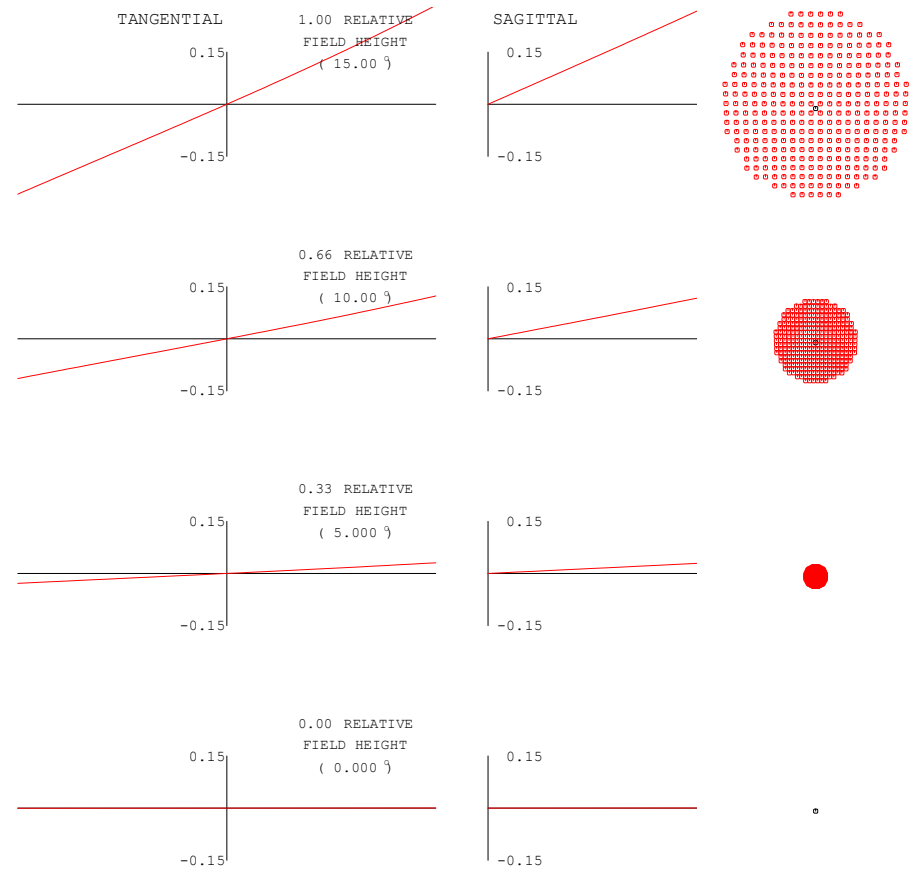 TANGENTIAL
1.00 RELATIVE
SAGITTAL
FIELD HEIGHT
( 15.00 º)
0.15
0.15
-0.15
-0.15
0.66 RELATIVE
FIELD HEIGHT
( 10.00 º)
0.15
0.15
-0.15
-0.15
0.33 RELATIVE
FIELD HEIGHT
( 5.000 º)
0.15
0.15
-0.15
-0.15
0.00 RELATIVE
FIELD HEIGHT
( 0.000 º)
0.15
0.15
-0.15
-0.15